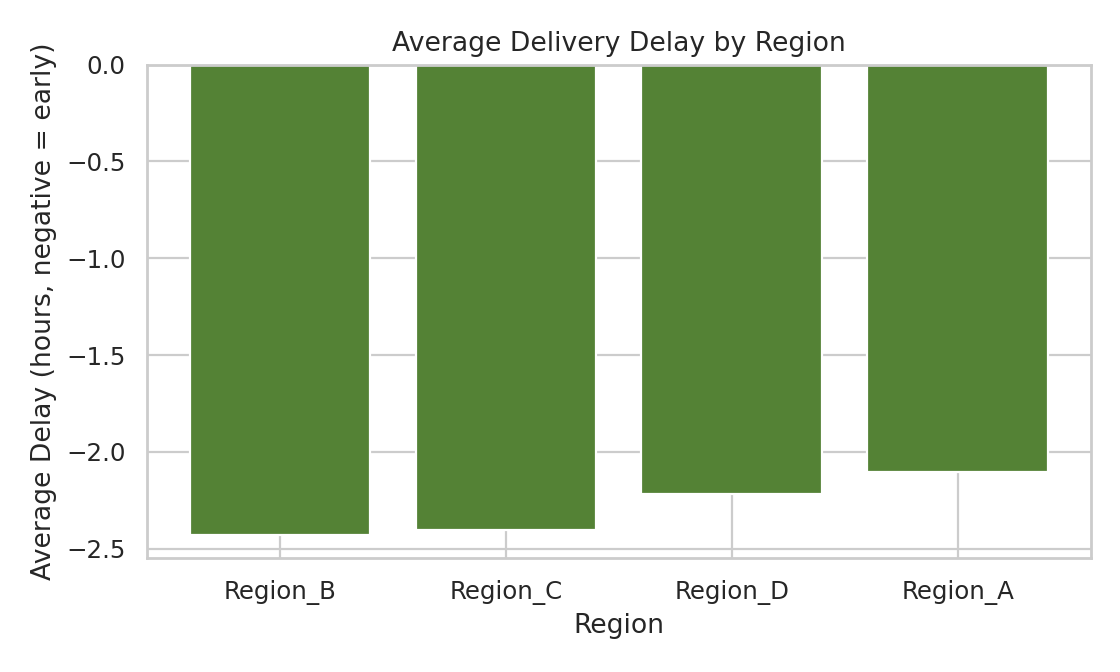 Average Delivery Delay by Region
Average Delay (hours, negative = early)
0.0
−0.5
−1.0
−1.5
−2.0
−2.5
Region_B
Region_C
Region_D
Region_A
Region